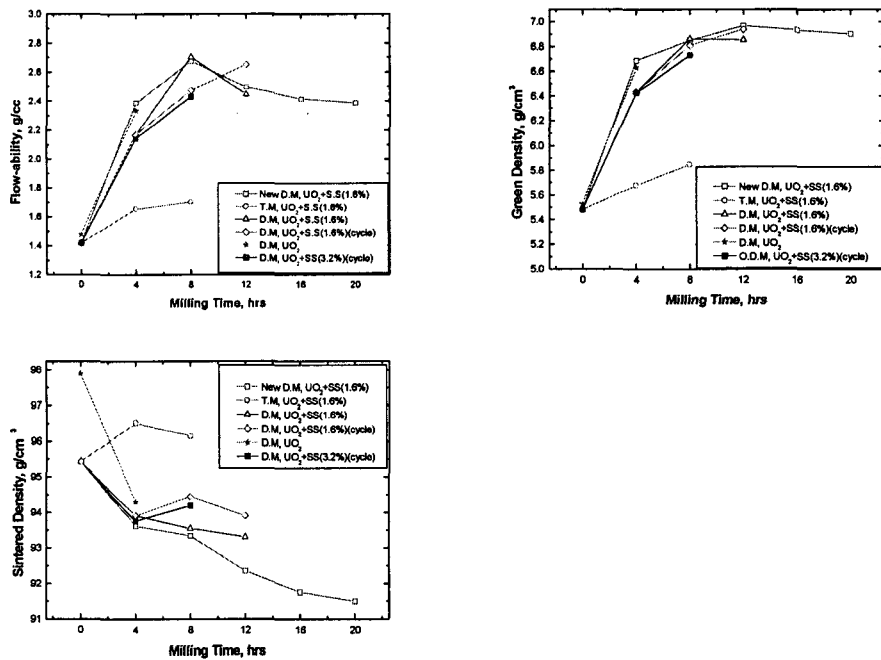 3.0
2.8
2.6
2.4
2.2
2.0
1.8
1.6
1.4
1.2
Flow-ability, g/cc
0 4 8 12 16 20
Milling Time, hrs
New D.M, UO2+S.S(1.6%)
T.M, UO2+S.S(1.6%)
D.M, UO2+S.S(1.6%)
D.M, UO2+S.S(1.6%)(cycle)
D.M, UO2
D.M, UO2+SS(3.2%)(cycle)
7.0
6.8
6.6
6.4
6.2
6.0
5.8
5.6
5.4
5.2
5.0
Green Density, g/cm3
0 4 8 12 16 20
Milling Time, hrs
New D.M, UO2+SS(1.6%)
T.M, UO2+SS(1.6%)
D.M, UO2+SS(1.6%)
D.M, UO2+SS(1.6%)(cycle)
D.M, UO2
O.D.M, UO2+SS(3.2%)(cycle)
98
97
96
95
94
93
92
91
Sintered Density, g/cm3
0 4 8 12 16 20
Milling Time, hrs
New D.M, UO2+SS(1.6%)
T.M, UO2+SS(1.6%)
D.M, UO2+SS(1.6%)
D.M, UO2+SS(1.6%)(cycle)
D.M, UO2
D.M, UO2+SS(3.2%)(cycle)